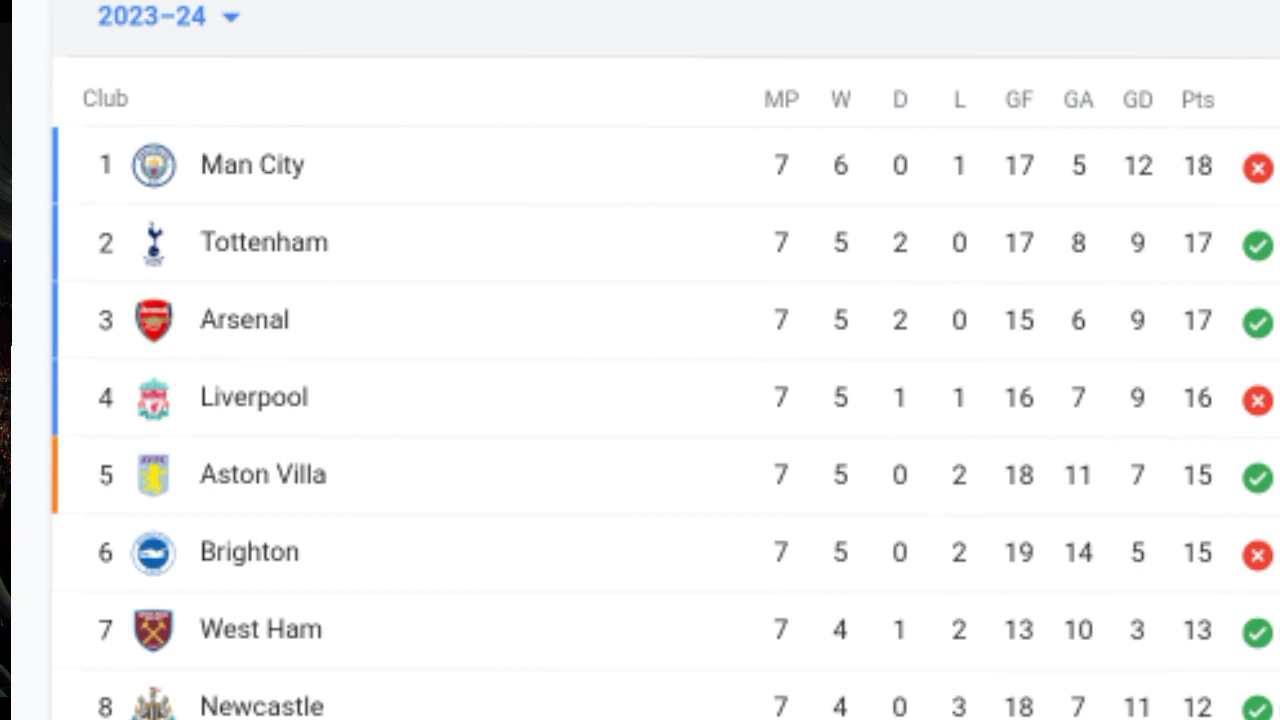 2023–24
Club MP W D L GF GA GD Pts
1 Man City 7 6 0 1 17 5 12 18
2 Tottenham 7 5 2 0 17 8 9 17
3 Arsenal 7 5 2 0 15 6 9 17
4 Liverpool 7 5 1 1 16 7 9 16
5 Aston Villa 7 5 0 2 18 11 7 15
6 Brighton 7 5 0 2 19 14 5 15
7 West Ham 7 4 1 2 13 10 3 13
8 Newcastle 7 4 0 3 18 7 11 12